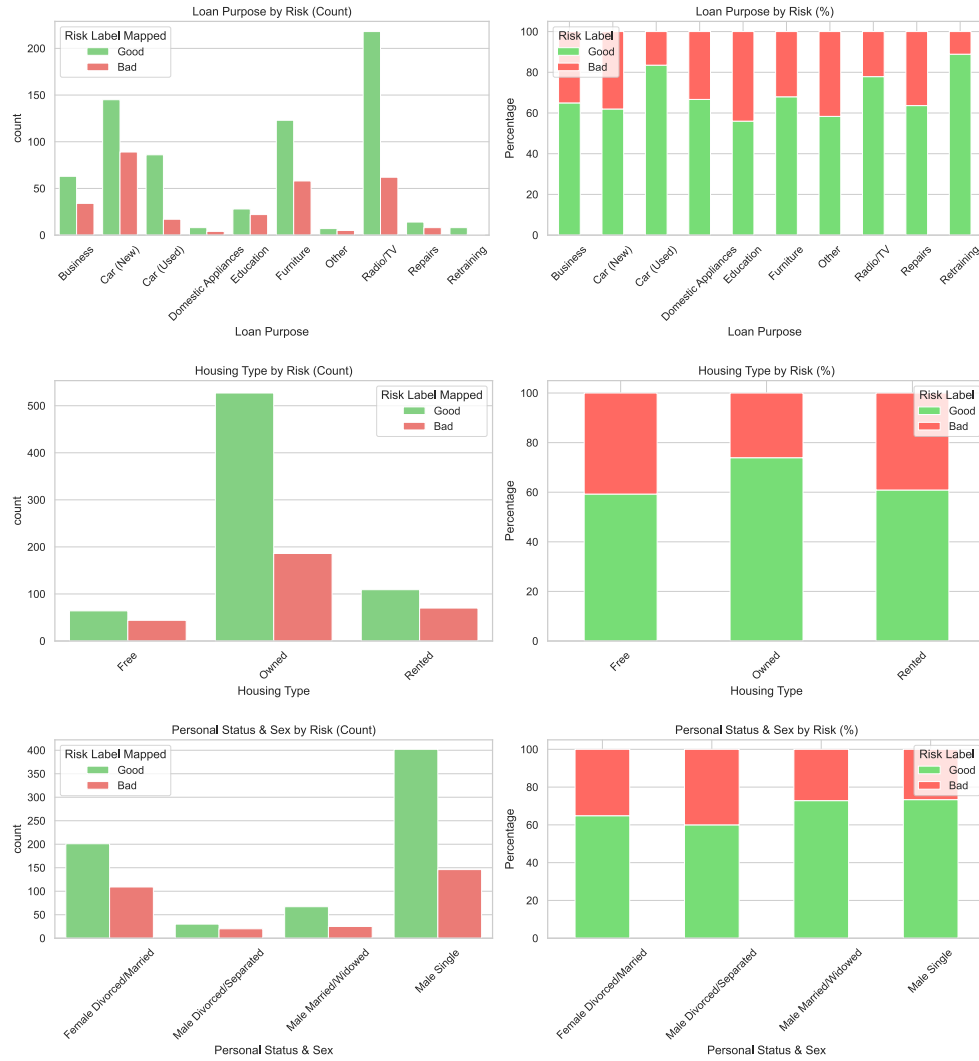 Loan Purpose by Risk (Count)
Risk Label Mapped
Good
Bad
200
150
100
50
0
count
Business
Car (New)
Car (Used)
Domestic Appliances
Education
Furniture
Other
Radio/TV
Repairs
Retraining
Loan Purpose
Loan Purpose by Risk (%)
Risk Label
Good
Bad
100
80
60
40
20
0
Percentage
Business
Car (New)
Car (Used)
Domestic Appliances
Education
Furniture
Other
Radio/TV
Repairs
Retraining
Loan Purpose
Housing Type by Risk (Count)
Risk Label Mapped
Good
Bad
500
400
300
200
100
0
count
Free
Owned
Rented
Housing Type
Housing Type by Risk (%)
Risk Label
Good
Bad
100
80
60
40
20
0
Percentage
Free
Owned
Rented
Housing Type
Personal Status & Sex by Risk (Count)
Risk Label Mapped
Good
Bad
400
350
300
250
200
150
100
50
0
count
Female Divorced/Married
Male Divorced/Separated
Male Married/Widowed
Male Single
Personal Status & Sex
Personal Status & Sex by Risk (%)
Risk Label
Good
Bad
100
80
60
40
20
0
Percentage
Female Divorced/Married
Male Divorced/Separated
Male Married/Widowed
Male Single
Personal Status & Sex